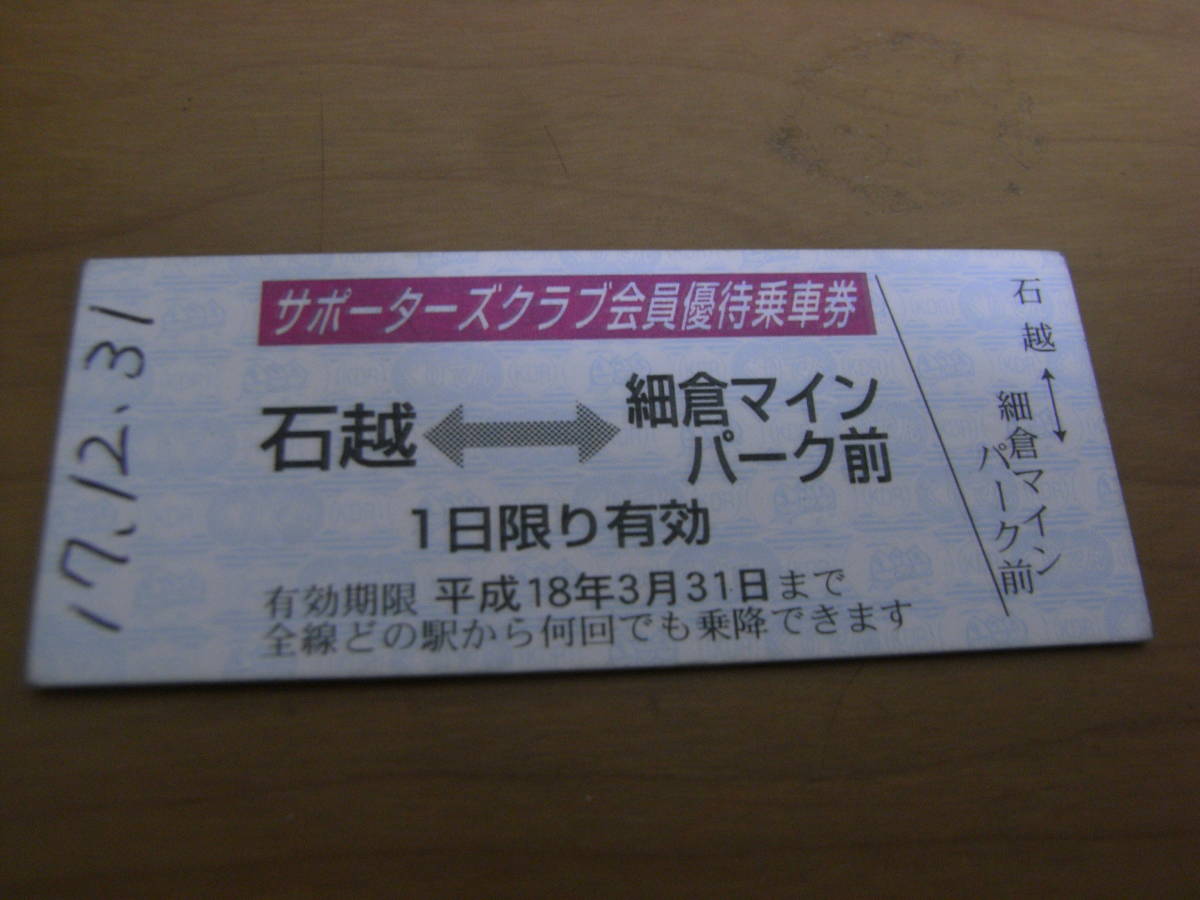 17.12.31
サポーターズクラブ会員優待乗車券
石越 ⟷ 細倉マイン
パーク前
1日限り有効
有効期限 平成18年3月31日まで
全線どの駅から何回でも乗降できます
石越⟷細倉マイン
パーク前